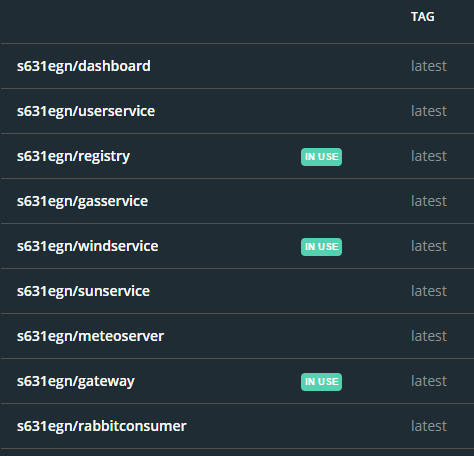 TAG
s631egn/dashboard latest
s631egn/userservice latest
s631egn/registry IN USE latest
s631egn/gasservice latest
s631egn/windservice IN USE latest
s631egn/sunservice latest
s631egn/meteoserver latest
s631egn/gateway IN USE latest
s631egn/rabbitconsumer latest